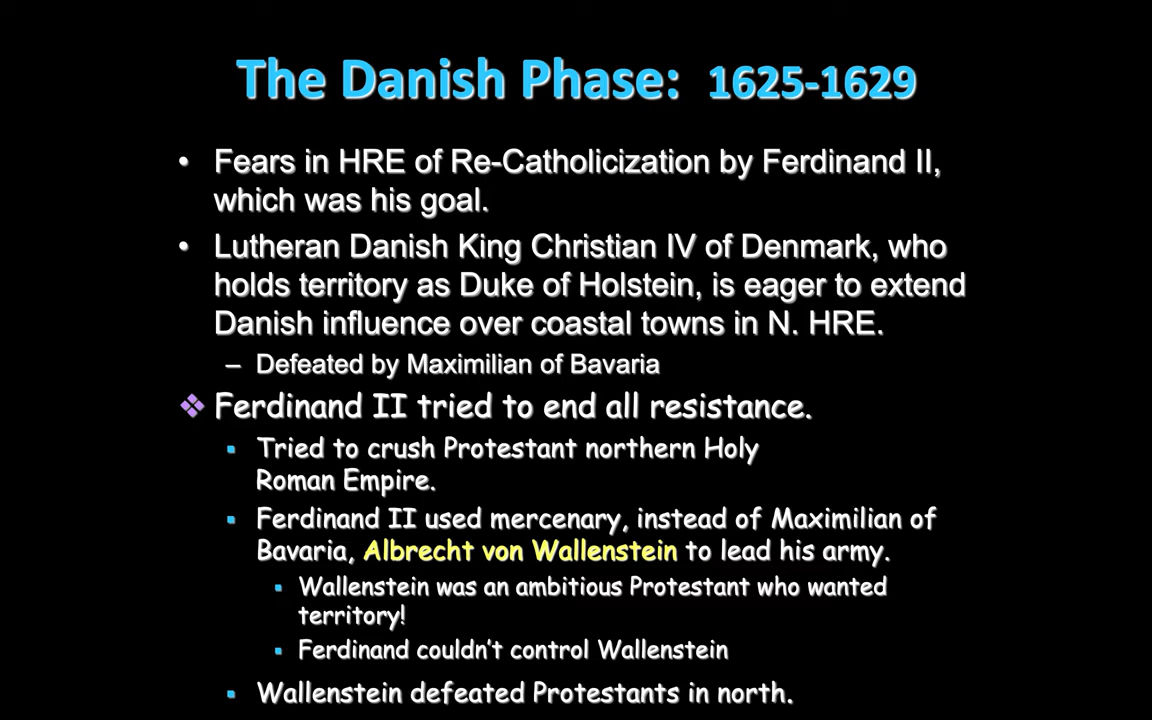 The Danish Phase: 1625-1629
• Fears in HRE of Re-Catholicization by Ferdinand II,
which was his goal.
• Lutheran Danish King Christian IV of Denmark, who
holds territory as Duke of Holstein, is eager to extend
Danish influence over coastal towns in N. HRE.
– Defeated by Maximilian of Bavaria
❖ Ferdinand II tried to end all resistance.
▪ Tried to crush Protestant northern Holy
Roman Empire.
▪ Ferdinand II used mercenary, instead of Maximilian of
Bavaria, Albrecht von Wallenstein to lead his army.
▪ Wallenstein was an ambitious Protestant who wanted
territory!
▪ Ferdinand couldn't control Wallenstein
▪ Wallenstein defeated Protestants in north.